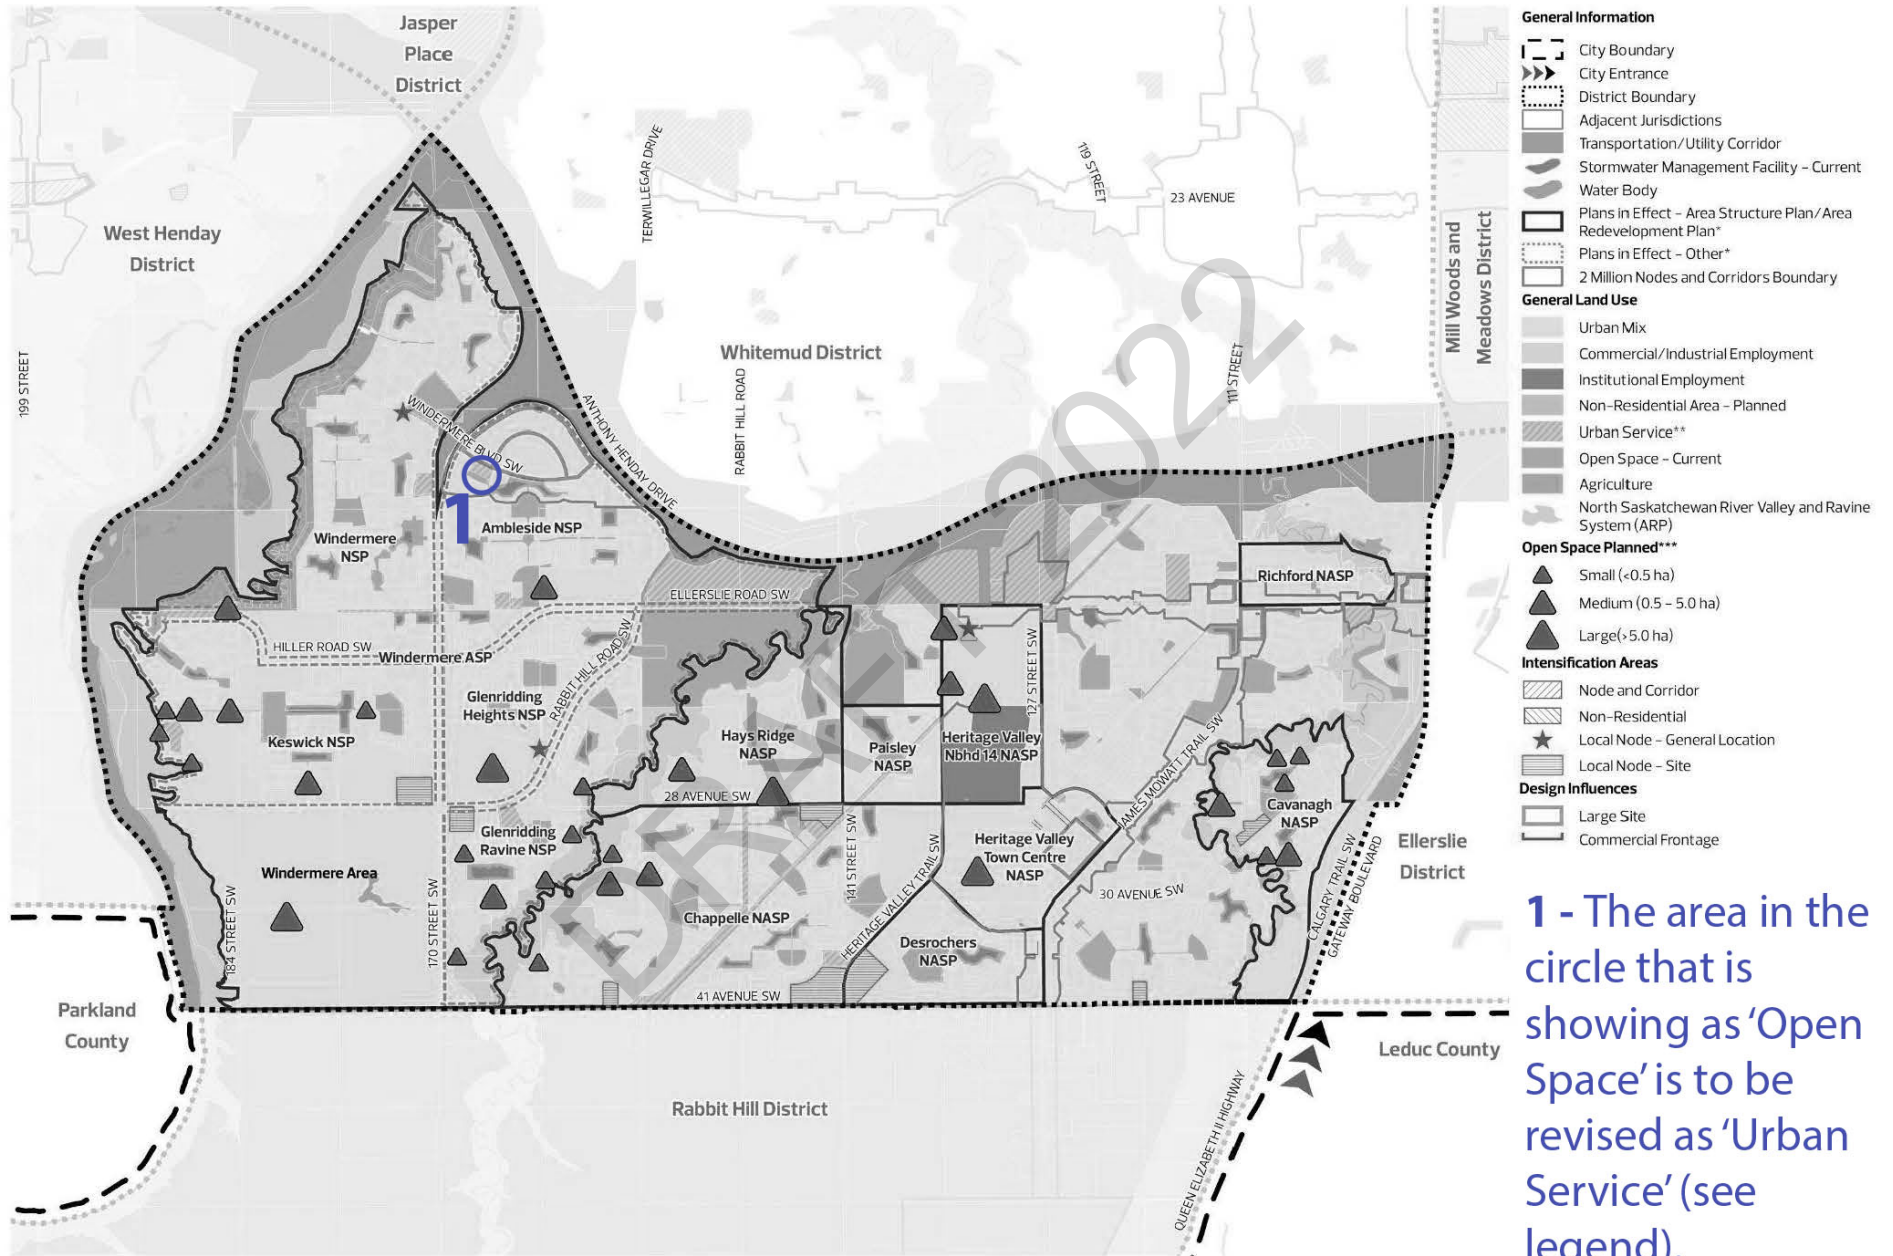 Jasper
Place
District
West Henday
District
199 STREET
TERWILLEGAR DRIVE
119 STREET
23 AVENUE
Mill Woods and
Meadows District
Whitemud District
RABBIT HILL ROAD
111 STREET
ANTHONY HENDAY DRIVE
WINDERMERE BLVD SW
1
Ambleside NSP
Windermere
NSP
Richford NASP
ELLERSLIE ROAD SW
HILLER ROAD SW
Windermere ASP
RABBIT HILL ROAD SW
127 STREET SW
Glenridding
Heights NSP
Keswick NSP
Hays Ridge
NASP
Paisley
NASP
Heritage Valley
Nbhd 14 NASP
JAMES MOWATT TRAIL SW
28 AVENUE SW
Cavanagh
NASP
Glenridding
Ravine NSP
141 STREET SW
Heritage Valley
Town Centre
NASP
HERITAGE VALLEY TRAIL SW
Windermere Area
30 AVENUE SW
CALGARY TRAIL SW
GATEWAY BOULEVARD
Ellerslie
District
184 STREET SW
170 STREET SW
Chappelle NASP
Desrochers
NASP
41 AVENUE SW
Parkland
County
Leduc County
Rabbit Hill District
QUEEN ELIZABETH II HIGHWAY
DRAFT 2022
General Information
City Boundary
City Entrance
District Boundary
Adjacent Jurisdictions
Transportation/Utility Corridor
Stormwater Management Facility - Current
Water Body
Plans in Effect - Area Structure Plan/Area
Redevelopment Plan*
Plans in Effect - Other*
2 Million Nodes and Corridors Boundary
General Land Use
Urban Mix
Commercial/Industrial Employment
Institutional Employment
Non-Residential Area - Planned
Urban Service**
Open Space - Current
Agriculture
North Saskatchewan River Valley and Ravine
System (ARP)
Open Space Planned***
Small (<0.5 ha)
Medium (0.5 - 5.0 ha)
Large(>5.0 ha)
Intensification Areas
Node and Corridor
Non-Residential
Local Node - General Location
Local Node - Site
Design Influences
Large Site
Commercial Frontage
1 - The area in the
circle that is
showing as ‘Open
Space’ is to be
revised as ‘Urban
Service’ (see
legend).